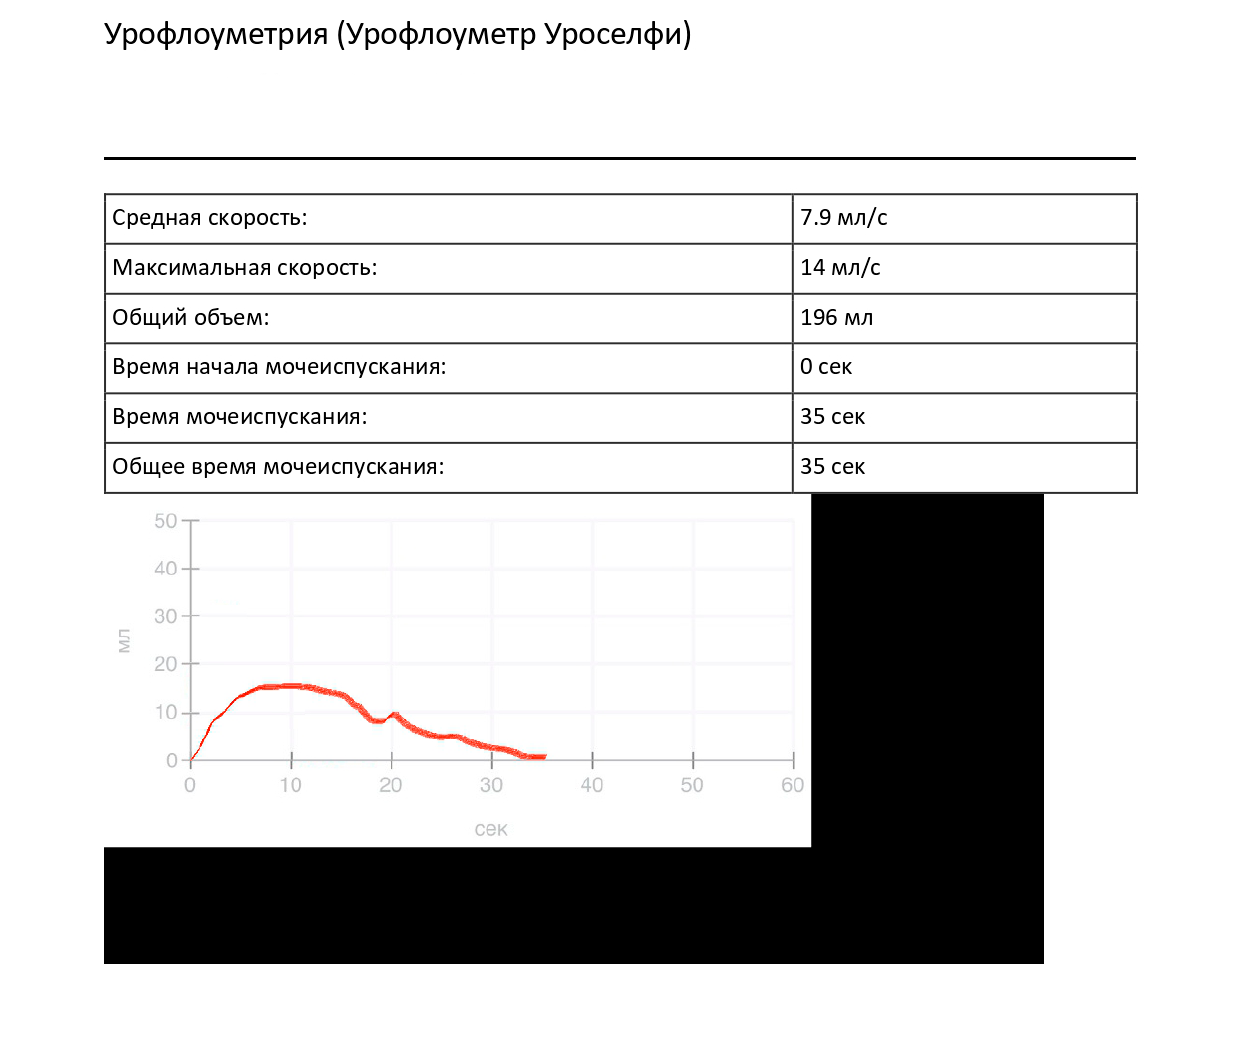 Урофлоуметрия (Урофлоуметр Уроселфи)
Средная скорость: 7.9 мл/с
Максимальная скорость: 14 мл/с
Общий объем: 196 мл
Время начала мочеиспускания: 0 сек
Время мочеиспускания: 35 сек
Общее время мочеиспускания: 35 сек
50
40
30
20
10
0
мл
0 10 20 30 40 50 60
сек